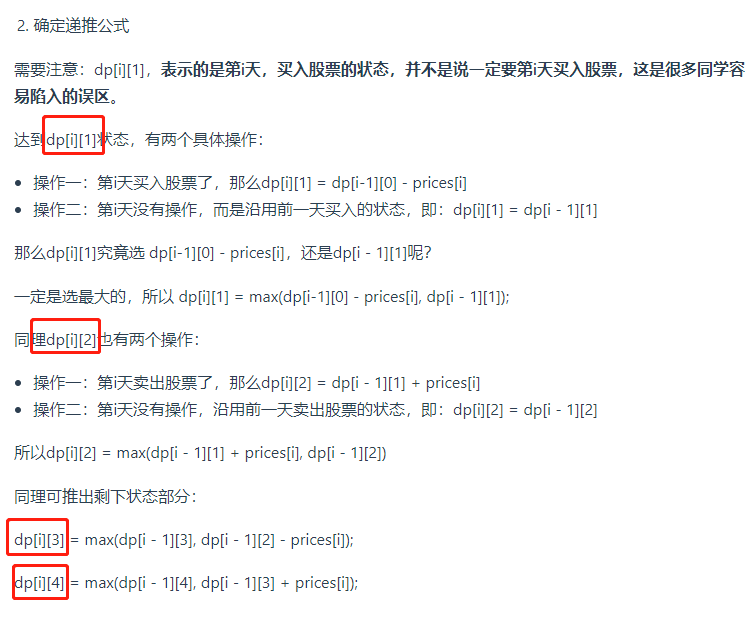 2. 确定递推公式
需要注意：dp[i][1]，表示的是第i天，买入股票的状态，并不是说一定要第i天买入股票，这是很多同学容
易陷入的误区。
达到dp[i][1]状态，有两个具体操作：
• 操作一：第i天买入股票了，那么dp[i][1] = dp[i-1][0] - prices[i]
• 操作二：第i天没有操作，而是沿用前一天买入的状态，即：dp[i][1] = dp[i - 1][1]
那么dp[i][1]究竟选 dp[i-1][0] - prices[i]，还是dp[i - 1][1]呢？
一定是选最大的，所以 dp[i][1] = max(dp[i-1][0] - prices[i], dp[i - 1][1]);
同理dp[i][2]也有两个操作：
• 操作一：第i天卖出股票了，那么dp[i][2] = dp[i - 1][1] + prices[i]
• 操作二：第i天没有操作，沿用前一天卖出股票的状态，即：dp[i][2] = dp[i - 1][2]
所以dp[i][2] = max(dp[i - 1][1] + prices[i], dp[i - 1][2])
同理可推出剩下状态部分：
dp[i][3] = max(dp[i - 1][3], dp[i - 1][2] - prices[i]);
dp[i][4] = max(dp[i - 1][4], dp[i - 1][3] + prices[i]);